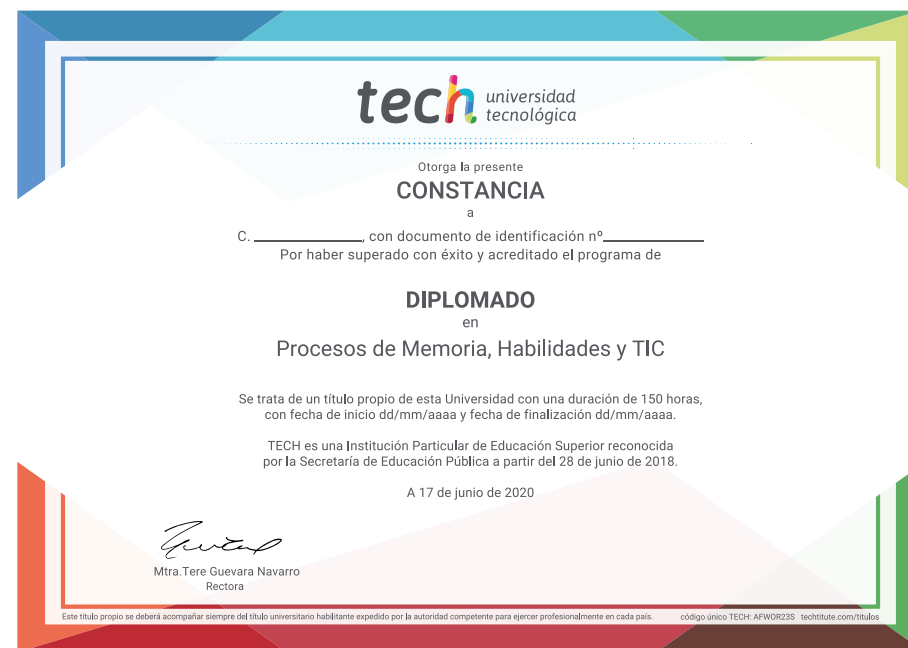 tech universidad
tecnológica
Otorga la presente
CONSTANCIA
a
C. ____________, con documento de identificación nº____________
Por haber superado con éxito y acreditado el programa de
DIPLOMADO
en
Procesos de Memoria, Habilidades y TIC
Se trata de un título propio de esta Universidad con una duración de 150 horas,
con fecha de inicio dd/mm/aaaa y fecha de finalización dd/mm/aaaa.
TECH es una Institución Particular de Educación Superior reconocida
por la Secretaría de Educación Pública a partir del 28 de junio de 2018.
A 17 de junio de 2020
Mtra.Tere Guevara Navarro
Rectora
Este título propio se deberá acompañar siempre del título universitario habilitante expedido por la autoridad competente para ejercer profesionalmente en cada país. código único TECH: AFWOR23S techtitute.com/titulos